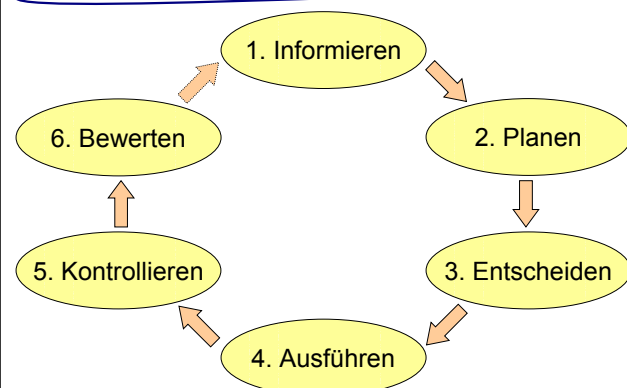 1. Informieren
2. Planen
3. Entscheiden
4. Ausführen
5. Kontrollieren
6. Bewerten